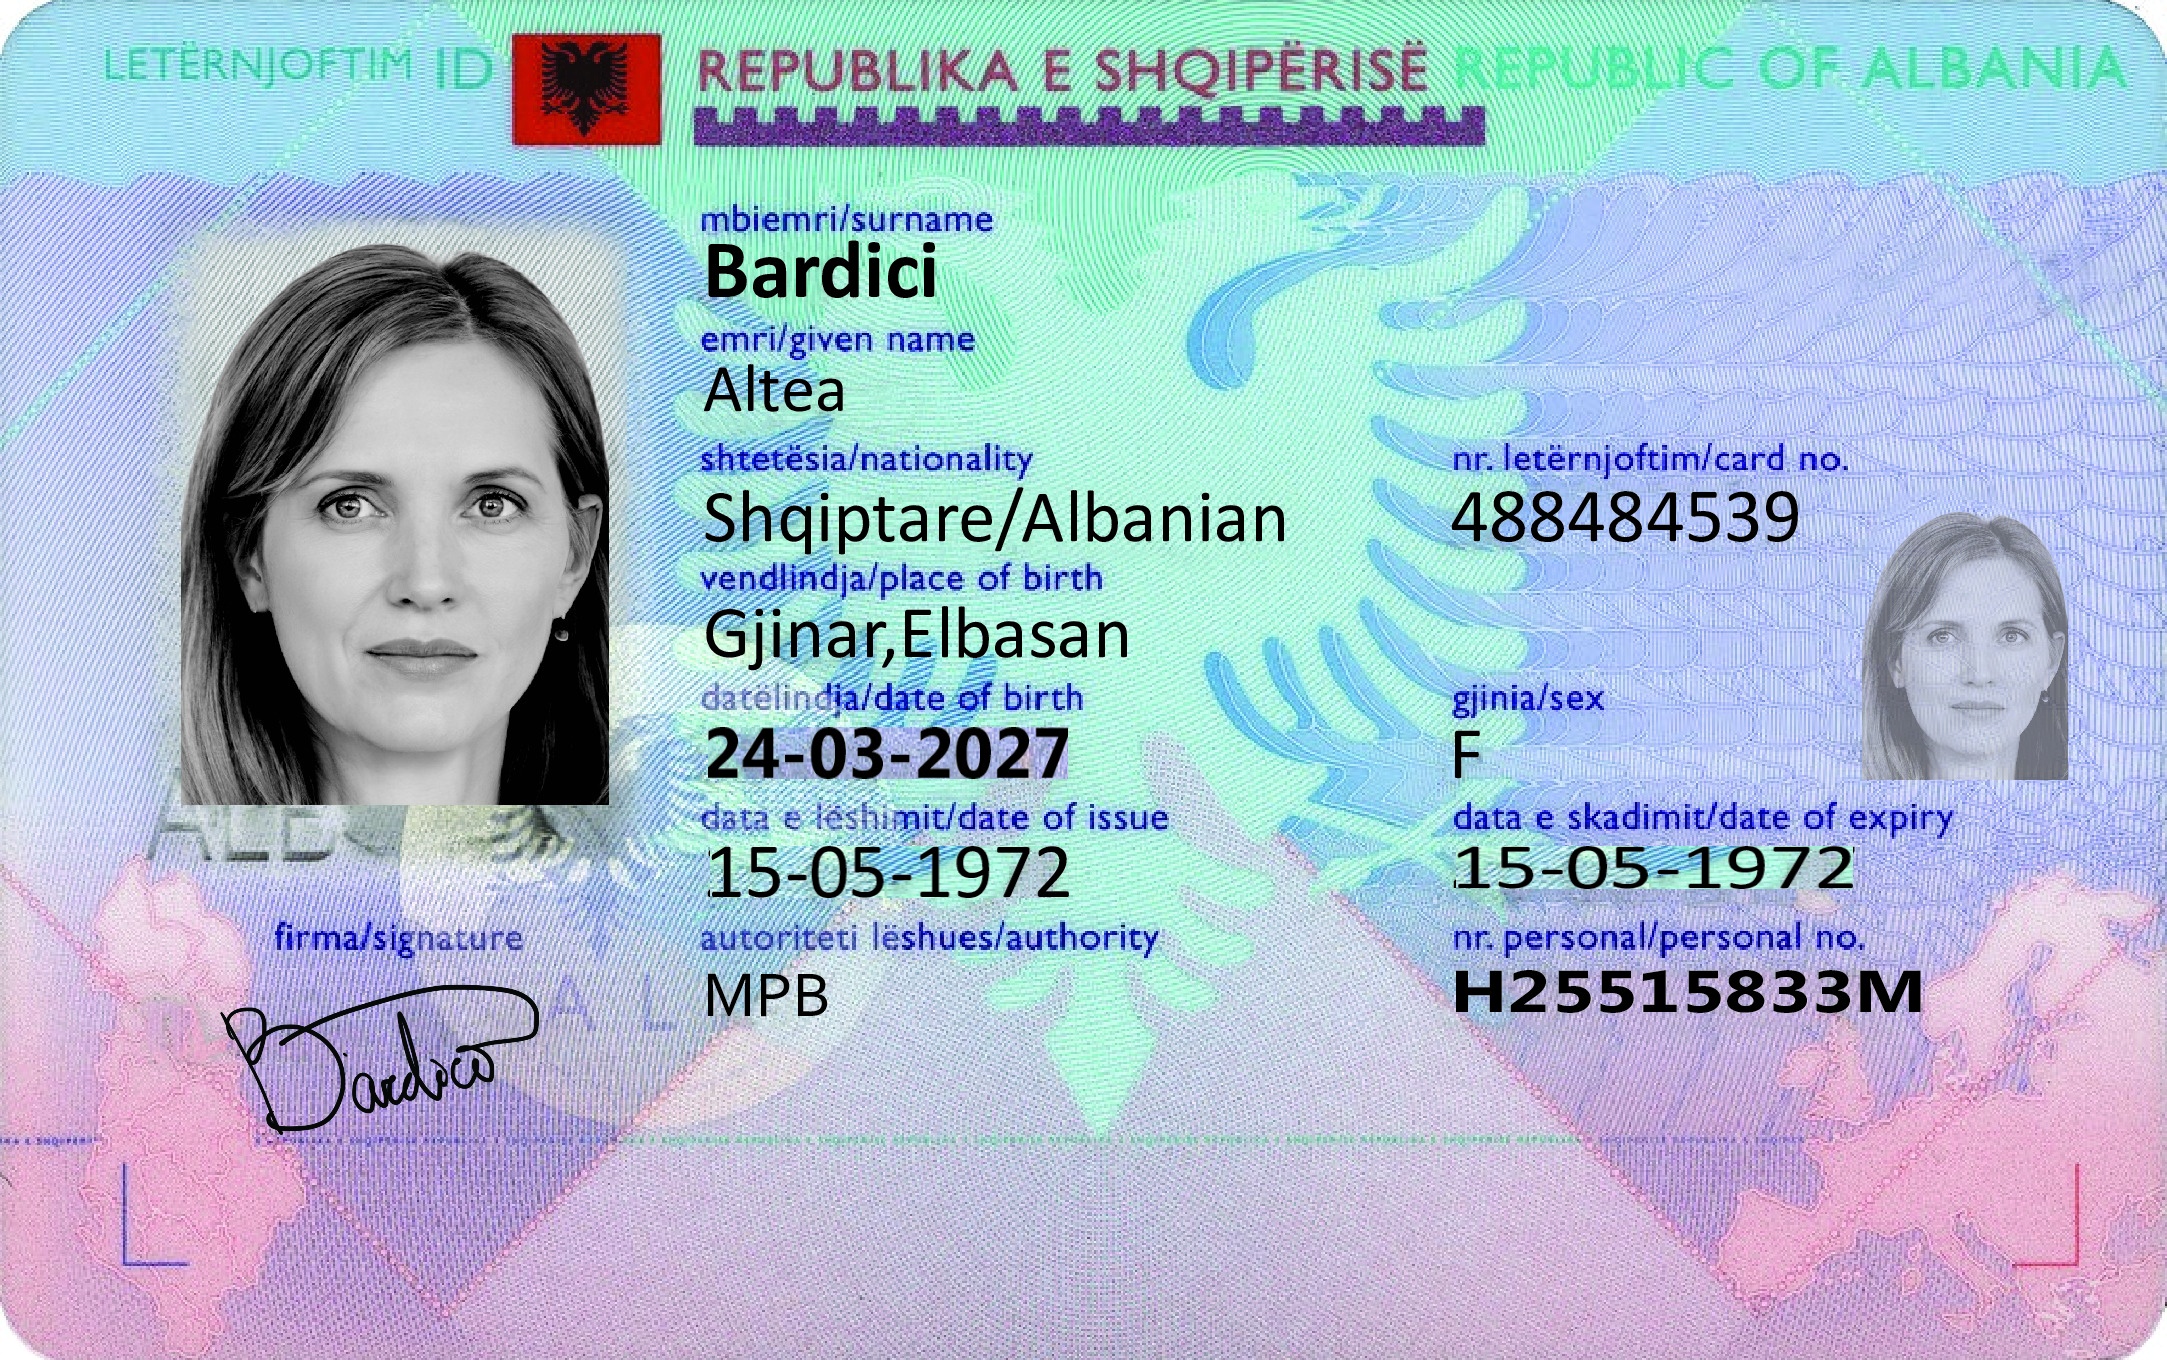 LETËRNJOFTIM ID REPUBLIKA E SHQIPËRISË REPUBLIC OF ALBANIA
mbiemri/surname
Bardici
emri/given name
Altea
shtetësia/nationality nr. letërnjoftim/card no.
Shqiptare/Albanian 488484539
vendlindja/place of birth
Gjinar,Elbasan
datëlindja/date of birth gjinia/sex
24-03-2027 F
data e lëshimit/date of issue data e skadimit/date of expiry
15-05-1972 15-05-1972
firma/signature autoriteti lëshues/authority nr. personal/personal no.
MPB H25515833M
Bardici